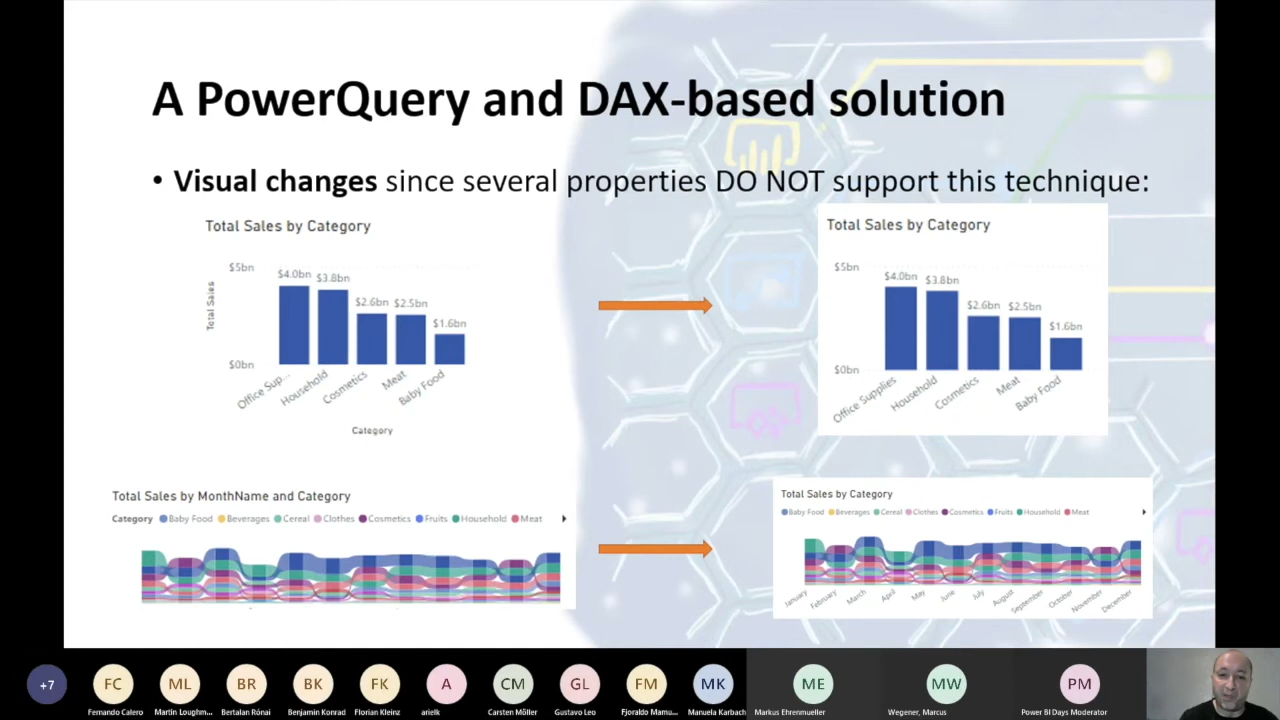 A PowerQuery and DAX-based solution
• Visual changes since several properties DO NOT support this technique:
Total Sales by Category
$5bn
$4.0bn
$3.8bn
$2.6bn
$2.5bn
$1.6bn
$0bn
Total Sales
Office Sup...
Household
Cosmetics
Meat
Baby Food
Category
Total Sales by Category
$5bn
$4.0bn
$3.8bn
$2.6bn
$2.5bn
$1.6bn
$0bn
Office Supplies
Household
Cosmetics
Meat
Baby Food
Total Sales by MonthName and Category
Category Baby Food Beverages Cereal Clothes Cosmetics Fruits Household Meat
Total Sales by Category
Baby Food Beverages Cereal Clothes Cosmetics Fruits Household Meat
January
February
March
April
May
June
July
August
September
October
November
December
+7 FC ML BR BK FK A CM GL FM MK ME MW PM
Fernando Calero Martin Loughm... Bertalan Rónai Benjamin Konrad Florian Kleinz arielk Carsten Möller Gustavo Leo Fjoraldo Mamu... Manuela Karbach Markus Ehrenmueller Wegener, Marcus Power BI Days Moderator